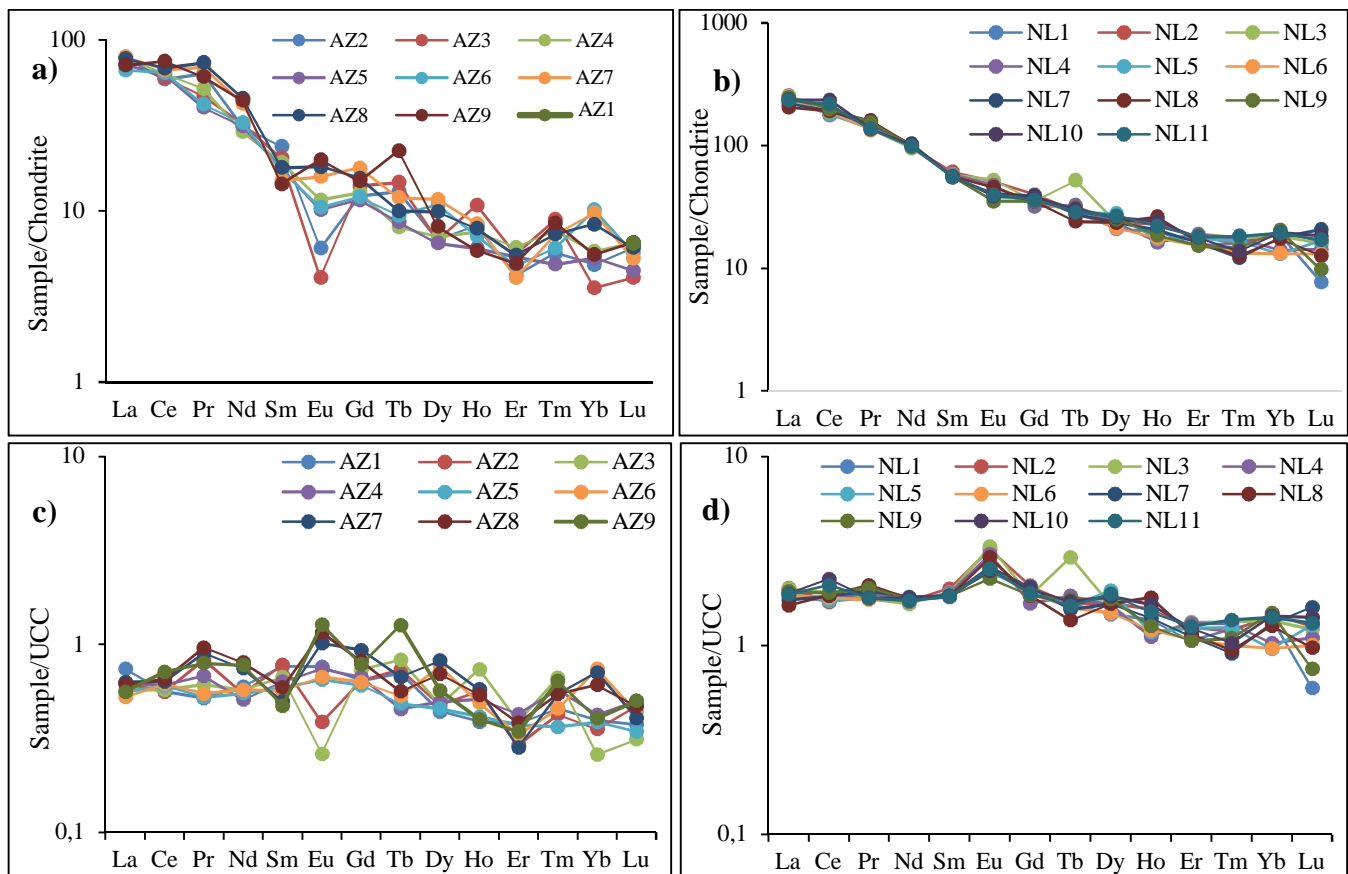 a)
Sample/Chondrite
100
10
1
AZ2 AZ3 AZ4
AZ5 AZ6 AZ7
AZ8 AZ9 AZ1
La Ce Pr Nd Sm Eu Gd Tb Dy Ho Er Tm Yb Lu
b)
Sample/Chondrite
1000
100
10
1
NL1 NL2 NL3
NL4 NL5 NL6
NL7 NL8 NL9
NL10 NL11
La Ce Pr Nd Sm Eu Gd Tb Dy Ho Er Tm Yb Lu
c)
Sample/UCC
10
1
0,1
AZ1 AZ2 AZ3
AZ4 AZ5 AZ6
AZ7 AZ8 AZ9
La Ce Pr Nd Sm Eu Gd Tb Dy Ho Er Tm Yb Lu
d)
Sample/UCC
10
1
0,1
NL1 NL2 NL3 NL4
NL5 NL6 NL7 NL8
NL9 NL10 NL11
La Ce Pr Nd Sm Eu Gd Tb Dy Ho Er Tm Yb Lu